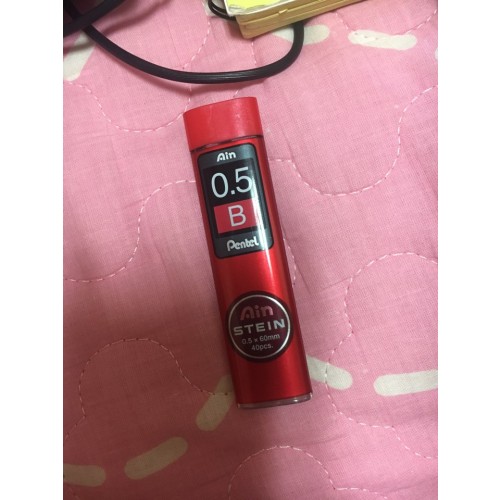 Ain
0.5
B
Pentel
Ain
STEIN
0.5 × 60mm
40pcs.